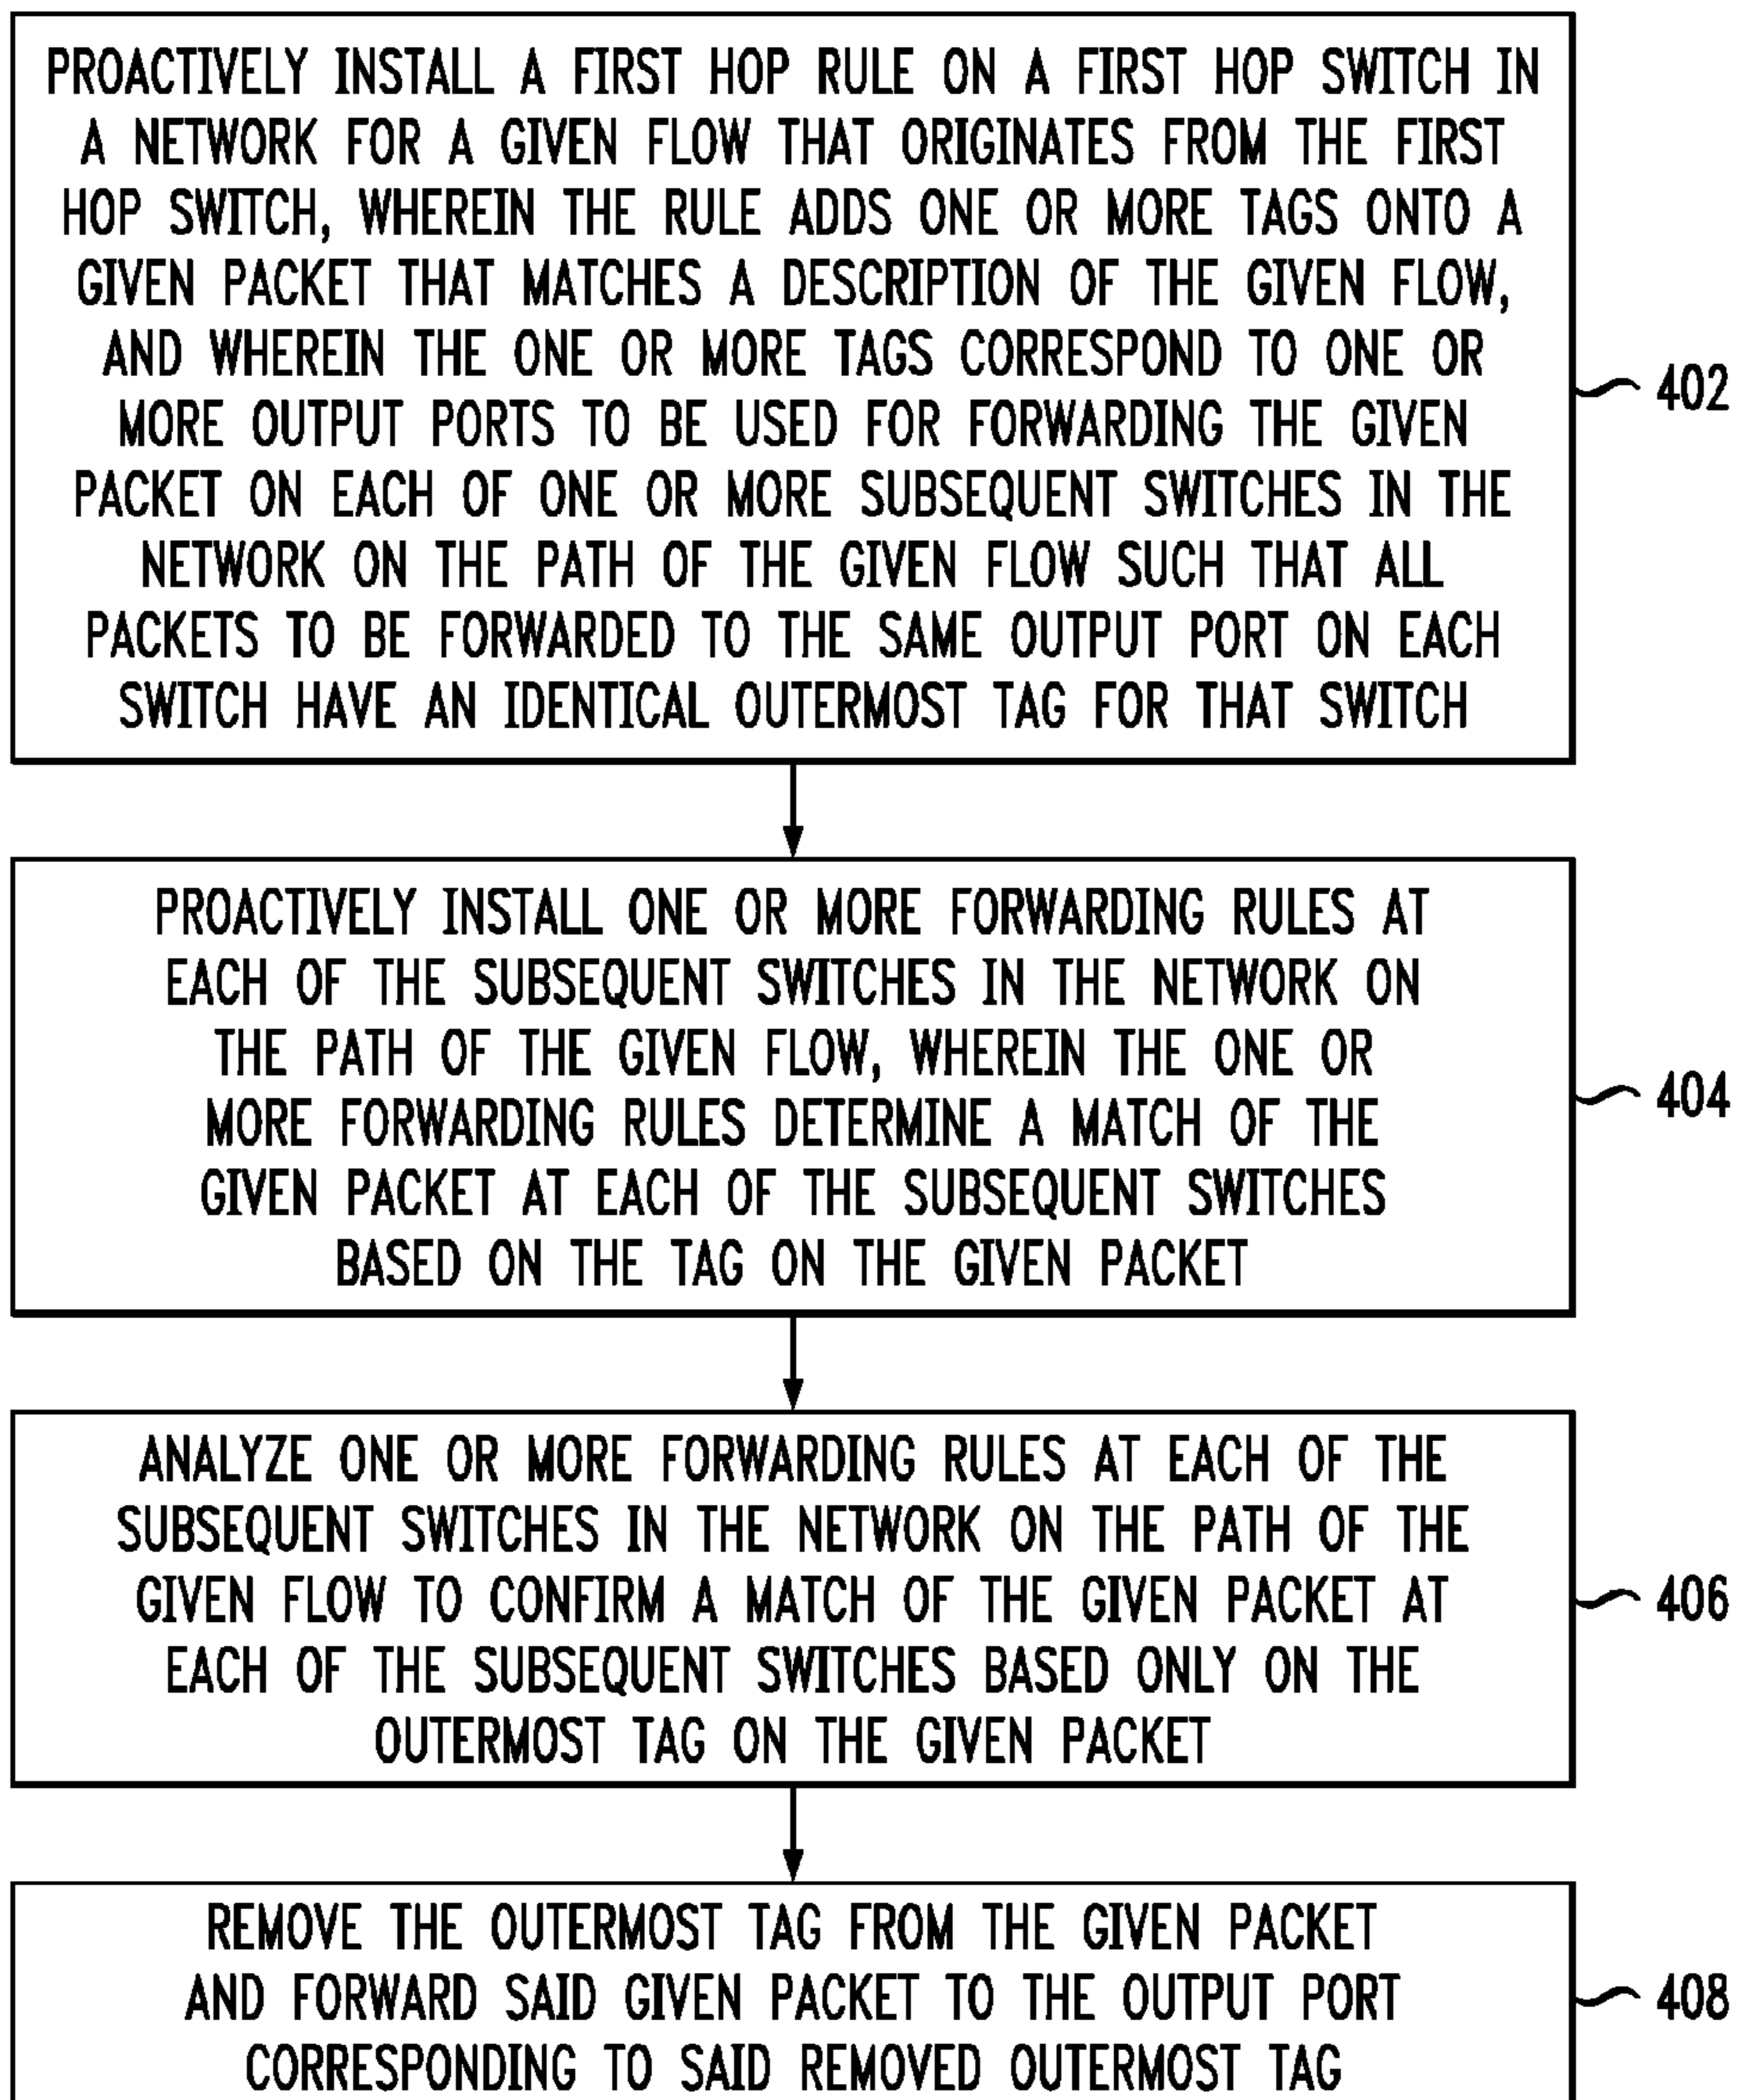 PROACTIVELY INSTALL A FIRST HOP RULE ON A FIRST HOP SWITCH IN
A NETWORK FOR A GIVEN FLOW THAT ORIGINATES FROM THE FIRST
HOP SWITCH, WHEREIN THE RULE ADDS ONE OR MORE TAGS ONTO A
GIVEN PACKET THAT MATCHES A DESCRIPTION OF THE GIVEN FLOW,
AND WHEREIN THE ONE OR MORE TAGS CORRESPOND TO ONE OR
MORE OUTPUT PORTS TO BE USED FOR FORWARDING THE GIVEN
PACKET ON EACH OF ONE OR MORE SUBSEQUENT SWITCHES IN THE
NETWORK ON THE PATH OF THE GIVEN FLOW SUCH THAT ALL
PACKETS TO BE FORWARDED TO THE SAME OUTPUT PORT ON EACH
SWITCH HAVE AN IDENTICAL OUTERMOST TAG FOR THAT SWITCH
402
PROACTIVELY INSTALL ONE OR MORE FORWARDING RULES AT
EACH OF THE SUBSEQUENT SWITCHES IN THE NETWORK ON
THE PATH OF THE GIVEN FLOW, WHEREIN THE ONE OR
MORE FORWARDING RULES DETERMINE A MATCH OF THE
GIVEN PACKET AT EACH OF THE SUBSEQUENT SWITCHES
BASED ON THE TAG ON THE GIVEN PACKET
404
ANALYZE ONE OR MORE FORWARDING RULES AT EACH OF THE
SUBSEQUENT SWITCHES IN THE NETWORK ON THE PATH OF THE
GIVEN FLOW TO CONFIRM A MATCH OF THE GIVEN PACKET AT
EACH OF THE SUBSEQUENT SWITCHES BASED ONLY ON THE
OUTERMOST TAG ON THE GIVEN PACKET
406
REMOVE THE OUTERMOST TAG FROM THE GIVEN PACKET
AND FORWARD SAID GIVEN PACKET TO THE OUTPUT PORT
CORRESPONDING TO SAID REMOVED OUTERMOST TAG
408